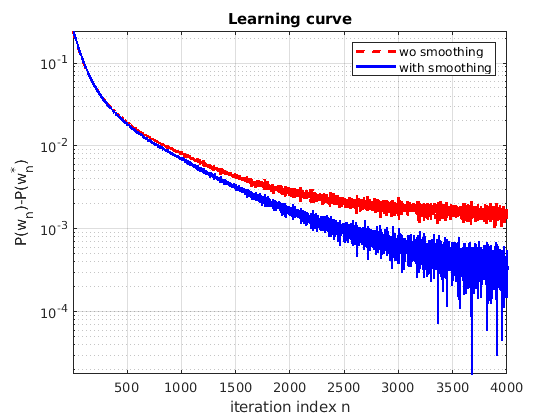 Learning curve
wo smoothing
with smoothing
P(w_n)-P(w_n^*)
10^-1
10^-2
10^-3
10^-4
500 1000 1500 2000 2500 3000 3500 4000
iteration index n